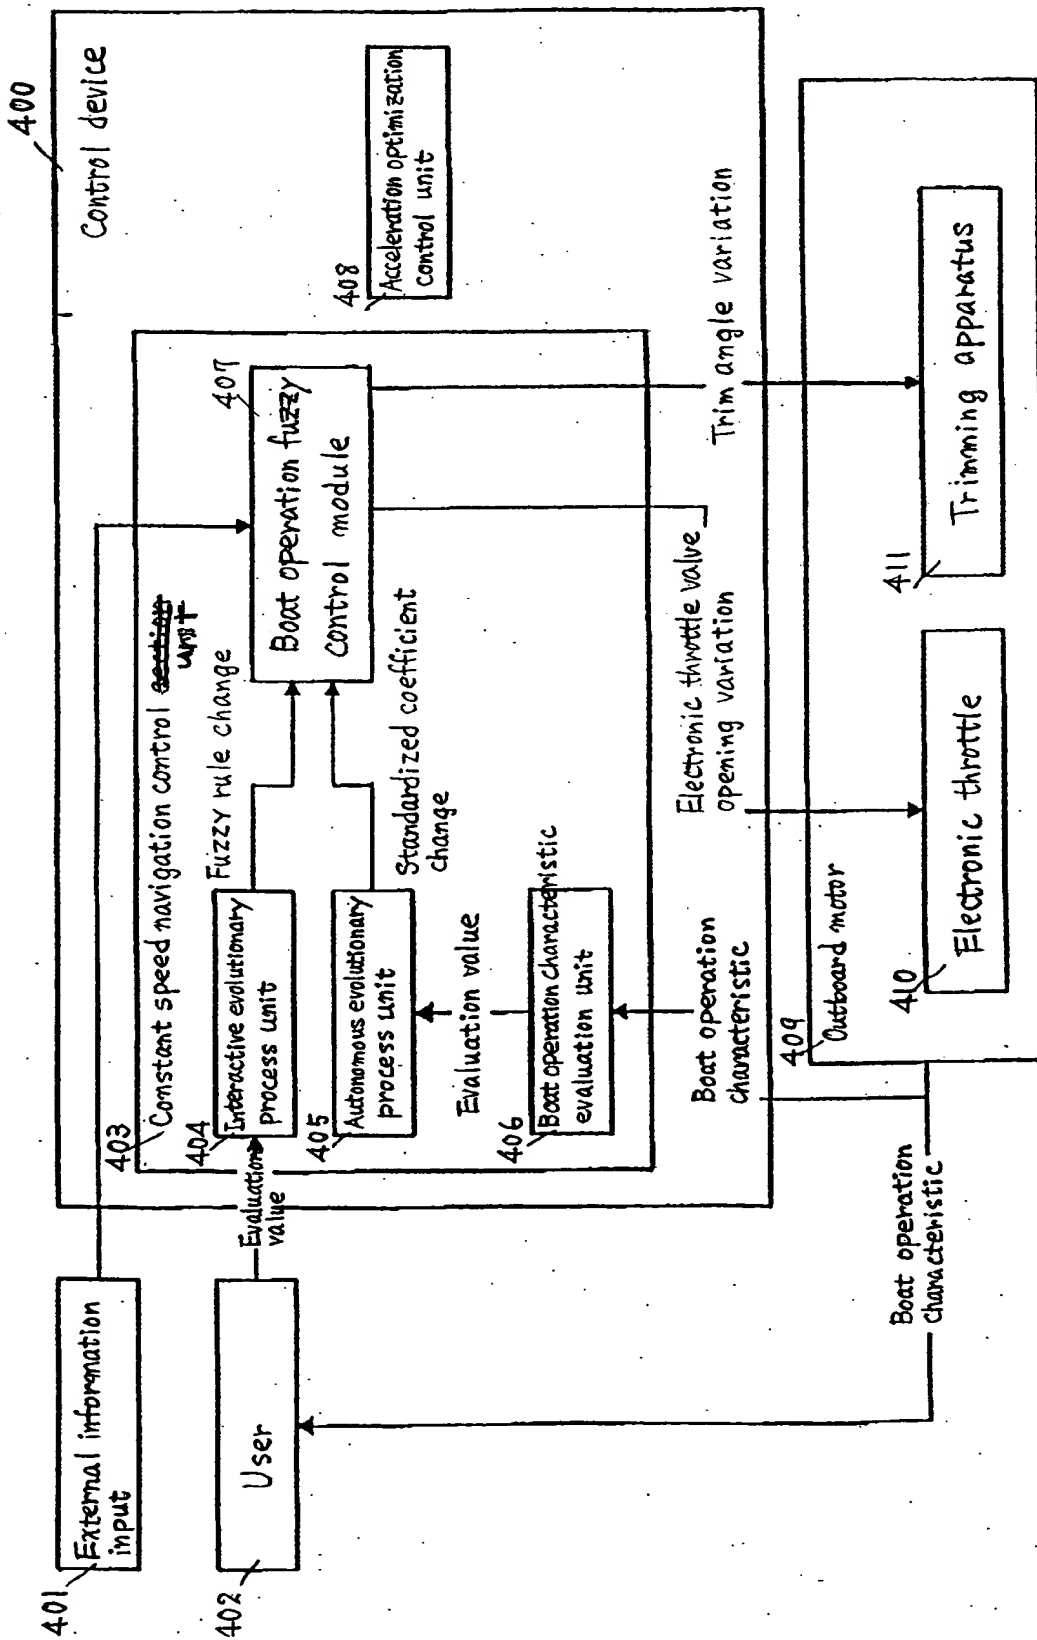 400
Control device
408
Acceleration optimization
control unit
403
Constant speed navigation control section
unit
407
Boat operation fuzzy
control module
Fuzzy rule change
404
Interactive evolutionary
process unit
405
Autonomous evolutionary
process unit
Standardized coefficient
change
Evaluation value
406
Boat operation characteristic
evaluation unit
401
External information
input
402
User
Evaluation
value
Boat operation
characteristic
Electronic throttle valve
opening variation
Trim angle variation
409
Outboard motor
410
Electronic throttle
411
Trimming apparatus
Boat operation
characteristic